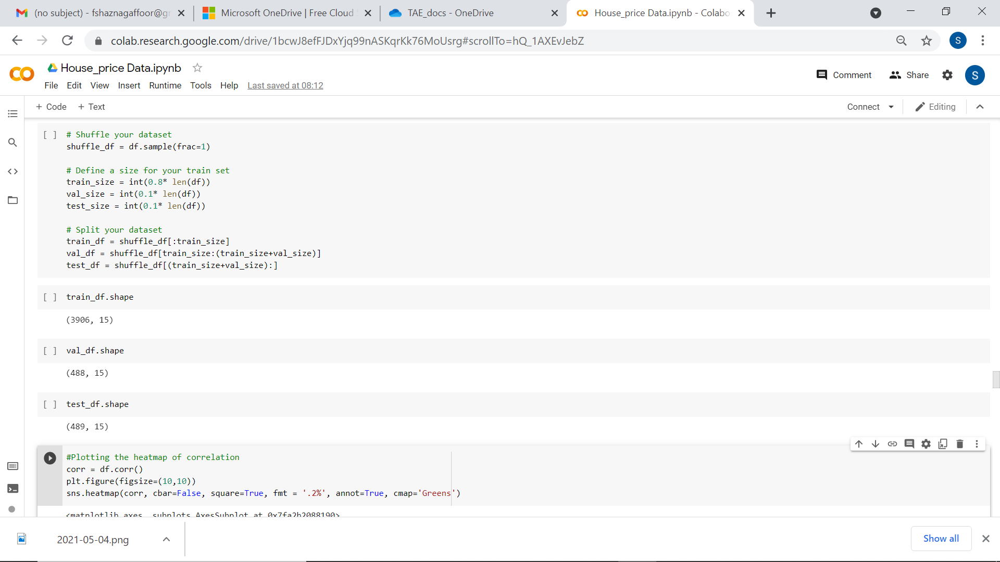 (no subject) - fshaznagaffoor@gr
Microsoft OneDrive | Free Cloud
TAE_docs - OneDrive
House_price Data.ipynb - Colabo
colab.research.google.com/drive/1bcwJ8efFJDxYjq99nASKqrKk76MoUsrg#scrollTo=hQ_1AXEvJebZ
S
House_price Data.ipynb
Comment
Share
S
File Edit View Insert Runtime Tools Help Last saved at 08:12
+ Code + Text
Connect
Editing
[ ] # Shuffle your dataset
shuffle_df = df.sample(frac=1)
# Define a size for your train set
train_size = int(0.8* len(df))
val_size = int(0.1* len(df))
test_size = int(0.1* len(df))
# Split your dataset
train_df = shuffle_df[:train_size]
val_df = shuffle_df[train_size:(train_size+val_size)]
test_df = shuffle_df[(train_size+val_size):]
[ ] train_df.shape
(3906, 15)
[ ] val_df.shape
(488, 15)
[ ] test_df.shape
(489, 15)
#Plotting the heatmap of correlation
corr = df.corr()
plt.figure(figsize=(10,10))
sns.heatmap(corr, cbar=False, square=True, fmt = '.2%', annot=True, cmap='Greens')
<matplotlib.axes._subplots.AxesSubplot at 0x7fa2b2088190>
2021-05-04.png
Show all